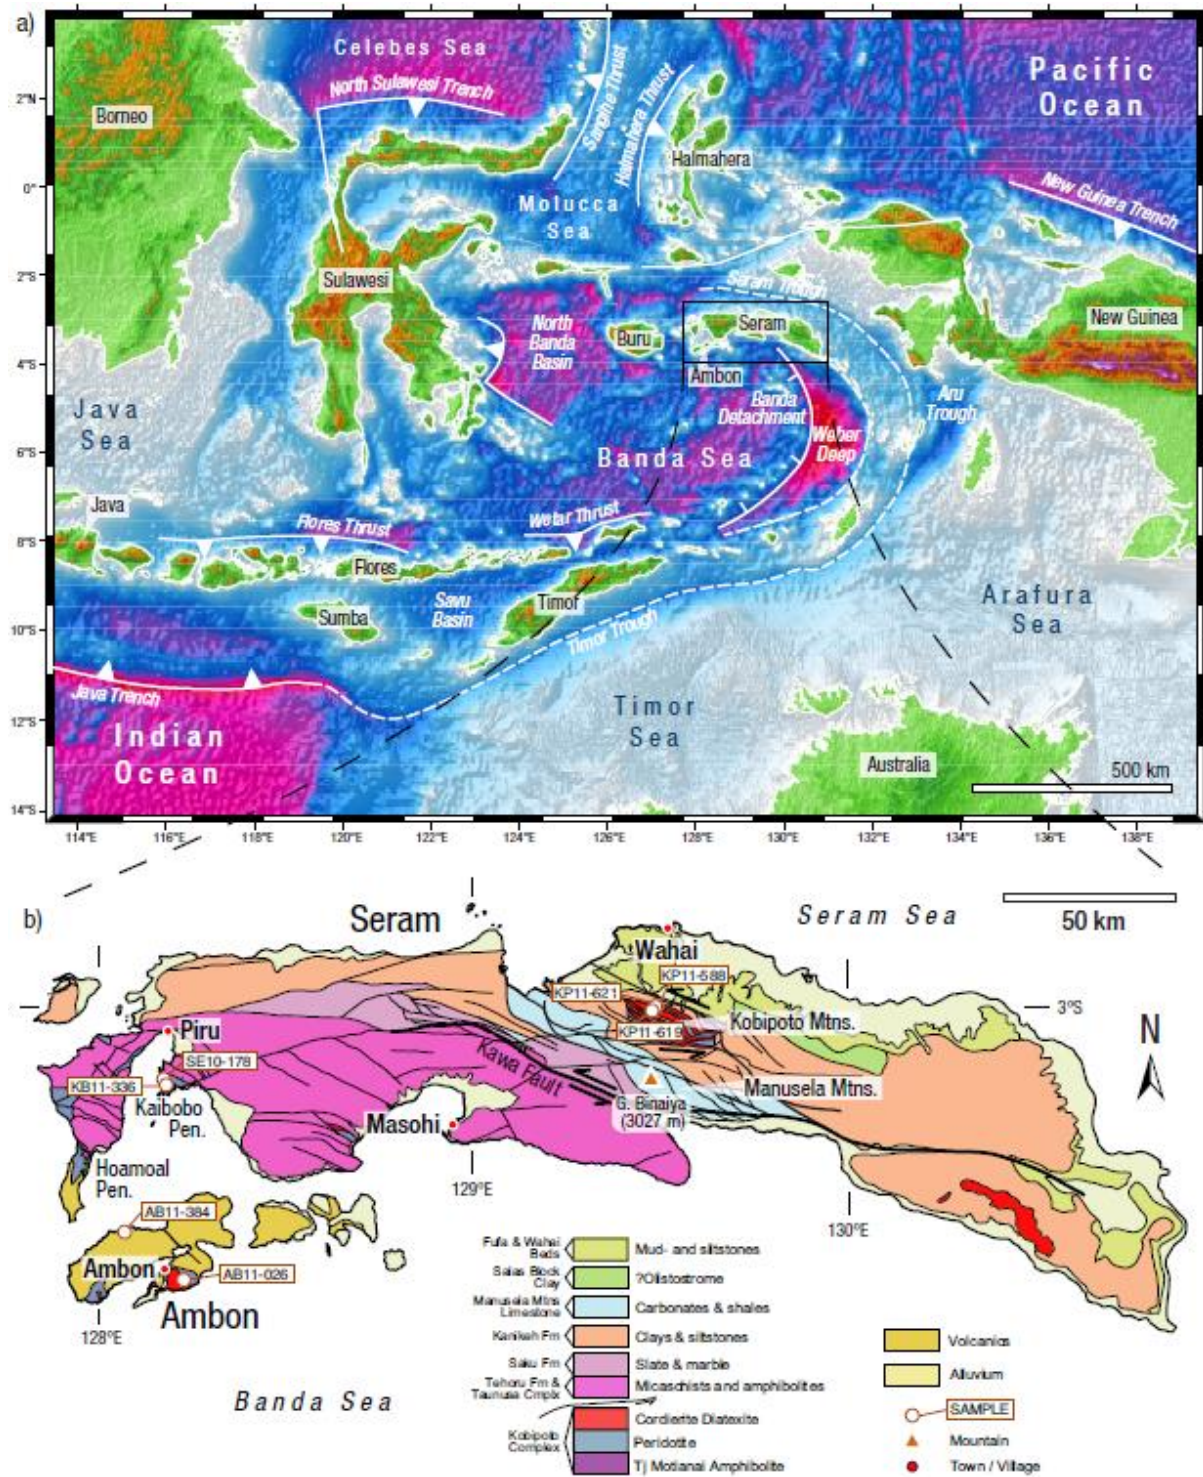 a)
Celebes Sea
North Sulawesi Trench
Sangihe Thrust
Halmahera Thrust
Pacific
Ocean
Borneo
Halmahera
Molucca
Sea
New Guinea Trench
Sulawesi
Seram Trough
North
Banda
Basin
Buru
Seram
New Guinea
Ambon
Java
Sea
Banda
Detachment
Aru
Trough
Weber
Deep
Banda Sea
Java
Flores Thrust
Wetar Thrust
Flores
Sumba
Savu
Basin
Timor
Timor Trough
Arafura
Sea
Java Trench
Timor
Sea
Indian
Ocean
Australia
500 km
2°N
0°
2°S
4°S
6°S
8°S
10°S
12°S
14°S
114°E
116°E
118°E
120°E
122°E
124°E
126°E
128°E
130°E
132°E
134°E
136°E
138°E
b)
Seram
Seram Sea
50 km
Wahai
KP11-588
KP11-621
KP11-619
Kobipoto Mtns.
3°S
N
Piru
SE10-178
KB11-336
Kaibobo
Pen.
Kawa Fault
Manusela Mtns.
G. Binaiya
(3027 m)
Masohi
Hoamoal
Pen.
129°E
130°E
AB11-384
Ambon
AB11-026
Ambon
128°E
Banda Sea
Fufa & Wahai
Beds
Mud- and siltstones
Salas Block
Clay
?Olistostrome
Manusela Mtns
Limestone
Carbonates & shales
Kanikeh Fm
Clays & siltstones
Saku Fm
Slate & marble
Tehoru Fm &
Taunusa Cmplx
Micaschists and amphibolites
Kobipoto
Complex
Cordierite Diatexite
Peridotite
Tj Motianai Amphibolite
Volcanics
Alluvium
SAMPLE
Mountain
Town / Village